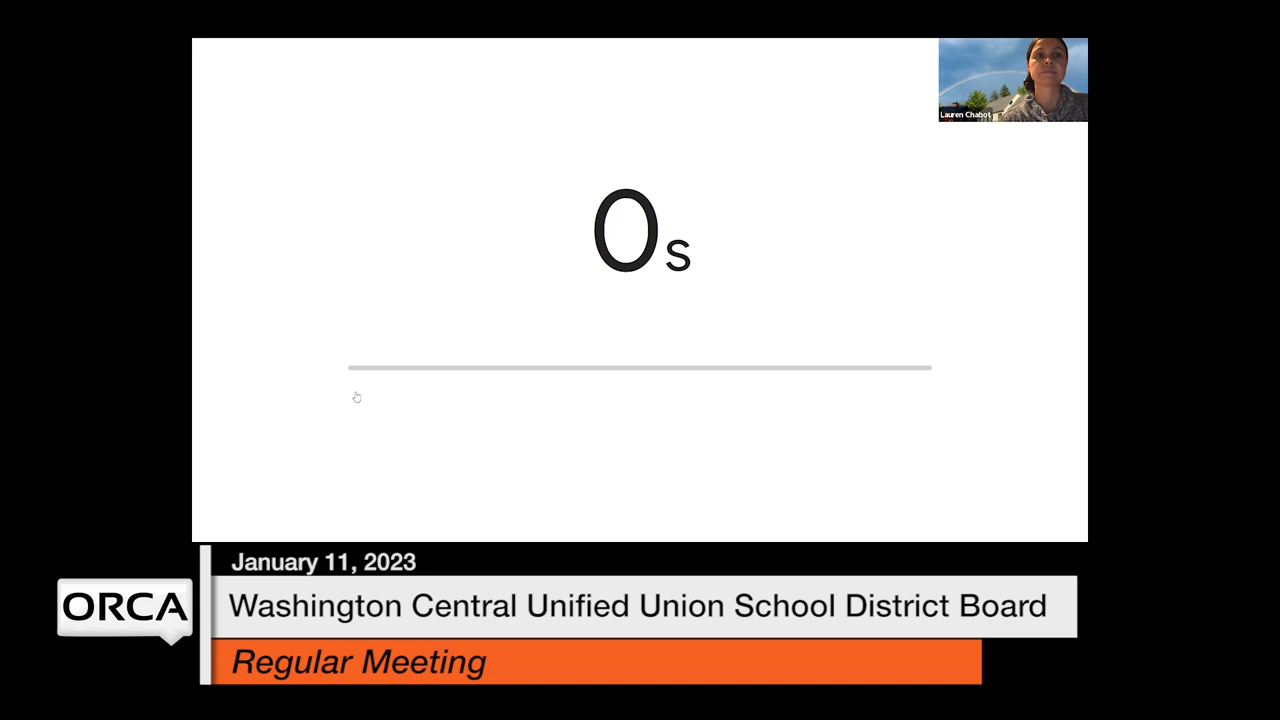 Lauren Chabot
0s
January 11, 2023
ORCA
Washington Central Unified Union School District Board
Regular Meeting